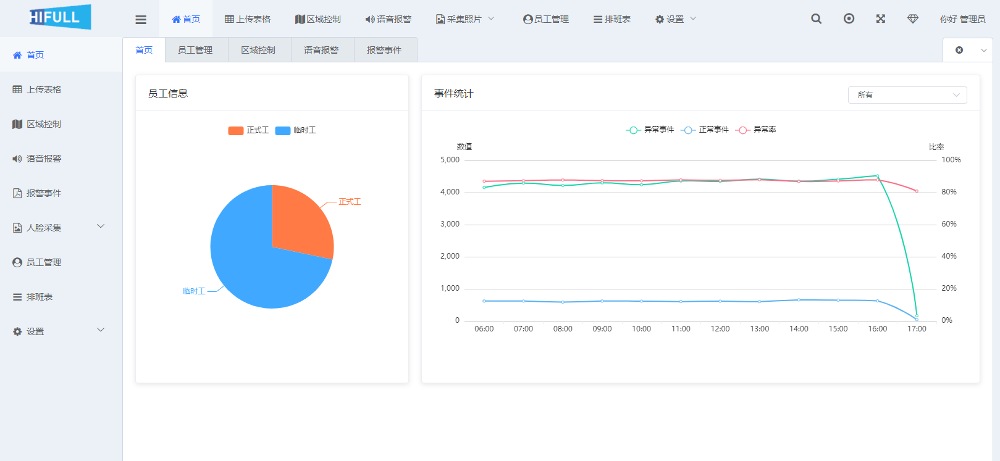 HIFULL
首页 上传表格 区域控制 语音报警 采集照片 员工管理 排班表 设置 你好 管理员
首页 员工管理 区域控制 语音报警 报警事件
首页
上传表格
区域控制
语音报警
报警事件
人脸采集
员工管理
排班表
设置
员工信息
正式工 临时工
正式工
临时工
事件统计
所有
异常事件 正常事件 异常率
数值 比率
5,000 100%
4,000 80%
3,000 60%
2,000 40%
1,000 20%
0 0%
06:00 07:00 08:00 09:00 10:00 11:00 12:00 13:00 14:00 15:00 16:00 17:00